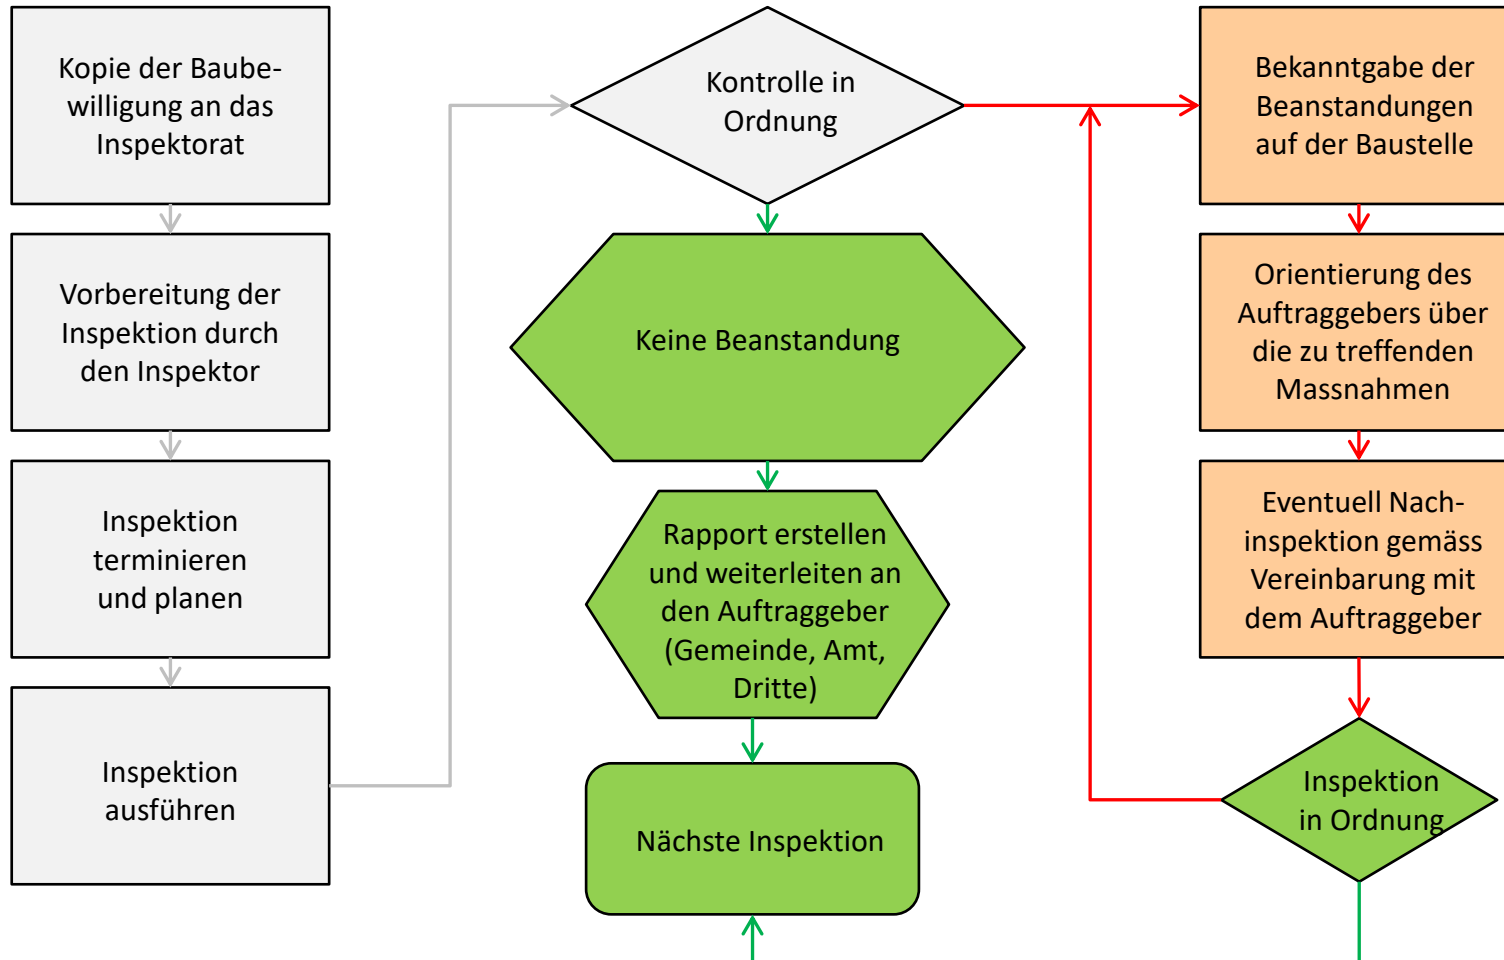 Kopie der Baube-
willigung an das
Inspektorat
Vorbereitung der
Inspektion durch
den Inspektor
Inspektion
terminieren
und planen
Inspektion
ausführen
Kontrolle in
Ordnung
Keine Beanstandung
Rapport erstellen
und weiterleiten an
den Auftraggeber
(Gemeinde, Amt,
Dritte)
Nächste Inspektion
Bekanntgabe der
Beanstandungen
auf der Baustelle
Orientierung des
Auftraggebers über
die zu treffenden
Massnahmen
Eventuell Nach-
inspektion gemäss
Vereinbarung mit
dem Auftraggeber
Inspektion
in Ordnung